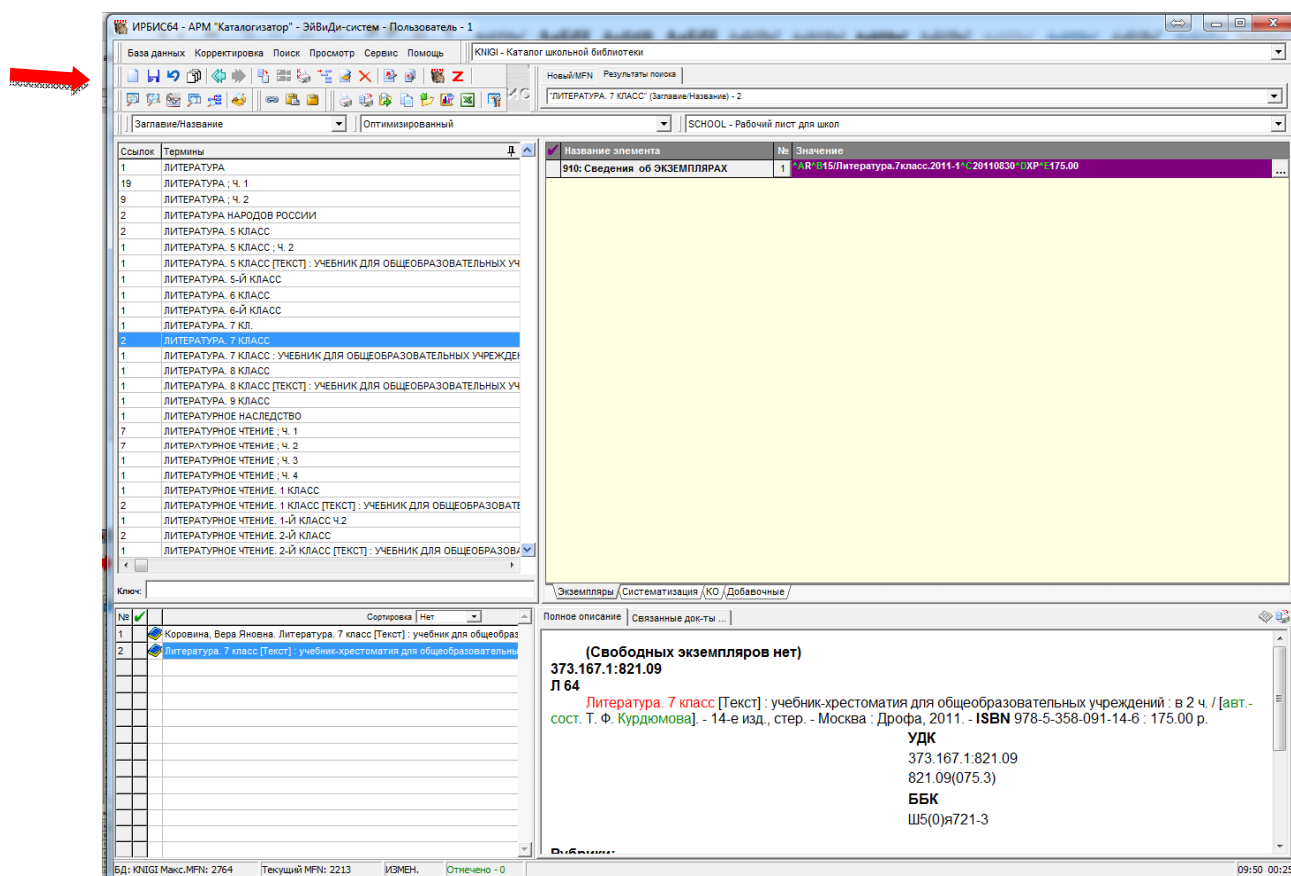 ИРБИС64 - АРМ "Каталогизатор" - ЭйВиДи-систем - Пользователь - 1
База данных Корректировка Поиск Просмотр Сервис Помощь
KNIGI - Каталог школьной библиотеки
Новый/MFN Результаты поиска
"ЛИТЕРАТУРА. 7 КЛАСС" (Заглавие/Название) - 2
Заглавие/Название Оптимизированный SCHOOL - Рабочий лист для школ
Ссылок Термины
1 ЛИТЕРАТУРА
19 ЛИТЕРАТУРА ; Ч. 1
9 ЛИТЕРАТУРА ; Ч. 2
2 ЛИТЕРАТУРА НАРОДОВ РОССИИ
2 ЛИТЕРАТУРА. 5 КЛАСС
1 ЛИТЕРАТУРА. 5 КЛАСС ; Ч. 2
1 ЛИТЕРАТУРА. 5 КЛАСС [ТЕКСТ] : УЧЕБНИК ДЛЯ ОБЩЕОБРАЗОВАТЕЛЬНЫХ УЧ
1 ЛИТЕРАТУРА. 5-Й КЛАСС
1 ЛИТЕРАТУРА. 6 КЛАСС
1 ЛИТЕРАТУРА. 6-Й КЛАСС
1 ЛИТЕРАТУРА. 7 КЛ.
2 ЛИТЕРАТУРА. 7 КЛАСС
1 ЛИТЕРАТУРА. 7 КЛАСС : УЧЕБНИК ДЛЯ ОБЩЕОБРАЗОВАТЕЛЬНЫХ УЧРЕЖДЕН
1 ЛИТЕРАТУРА. 8 КЛАСС
1 ЛИТЕРАТУРА. 8 КЛАСС [ТЕКСТ] : УЧЕБНИК ДЛЯ ОБЩЕОБРАЗОВАТЕЛЬНЫХ УЧ
1 ЛИТЕРАТУРА. 9 КЛАСС
1 ЛИТЕРАТУРНОЕ НАСЛЕДСТВО
7 ЛИТЕРАТУРНОЕ ЧТЕНИЕ ; Ч. 1
7 ЛИТЕРАТУРНОЕ ЧТЕНИЕ ; Ч. 2
1 ЛИТЕРАТУРНОЕ ЧТЕНИЕ ; Ч. 3
1 ЛИТЕРАТУРНОЕ ЧТЕНИЕ ; Ч. 4
1 ЛИТЕРАТУРНОЕ ЧТЕНИЕ. 1 КЛАСС
2 ЛИТЕРАТУРНОЕ ЧТЕНИЕ. 1 КЛАСС [ТЕКСТ] : УЧЕБНИК ДЛЯ ОБЩЕОБРАЗОВАТЕ
1 ЛИТЕРАТУРНОЕ ЧТЕНИЕ. 1-Й КЛАСС Ч.2
2 ЛИТЕРАТУРНОЕ ЧТЕНИЕ. 2-Й КЛАСС
1 ЛИТЕРАТУРНОЕ ЧТЕНИЕ. 2-Й КЛАСС [ТЕКСТ] : УЧЕБНИК ДЛЯ ОБЩЕОБРАЗОВА
Ключ:
Название элемента № Значение
910: Сведения об ЭКЗЕМПЛЯРАХ 1 ^AR^B15/Литература.7класс.2011-1^C20110830^DXP^E175.00
Экземпляры Систематизация КО Добавочные
№ Сортировка Нет
1 Коровина, Вера Яновна. Литература. 7 класс [Текст] : учебник для общеобраз
2 Литература. 7 класс [Текст] : учебник-хрестоматия для общеобразовательны
Полное описание Связанные док-ты ...
(Свободных экземпляров нет)
373.167.1:821.09
Л 64
Литература. 7 класс [Текст] : учебник-хрестоматия для общеобразовательных учреждений : в 2 ч. / [авт.-
сост. Т. Ф. Курдюмова]. - 14-е изд., стер. - Москва : Дрофа, 2011. - ISBN 978-5-358-091-14-6 : 175.00 р.
УДК
373.167.1:821.09
821.09(075.3)
ББК
Ш5(0)я721-3
Рубрики:
БД: KNIGI Макс.MFN: 2764 Текущий MFN: 2213 ИЗМЕН. Отмечено - 0 09:50 00:25